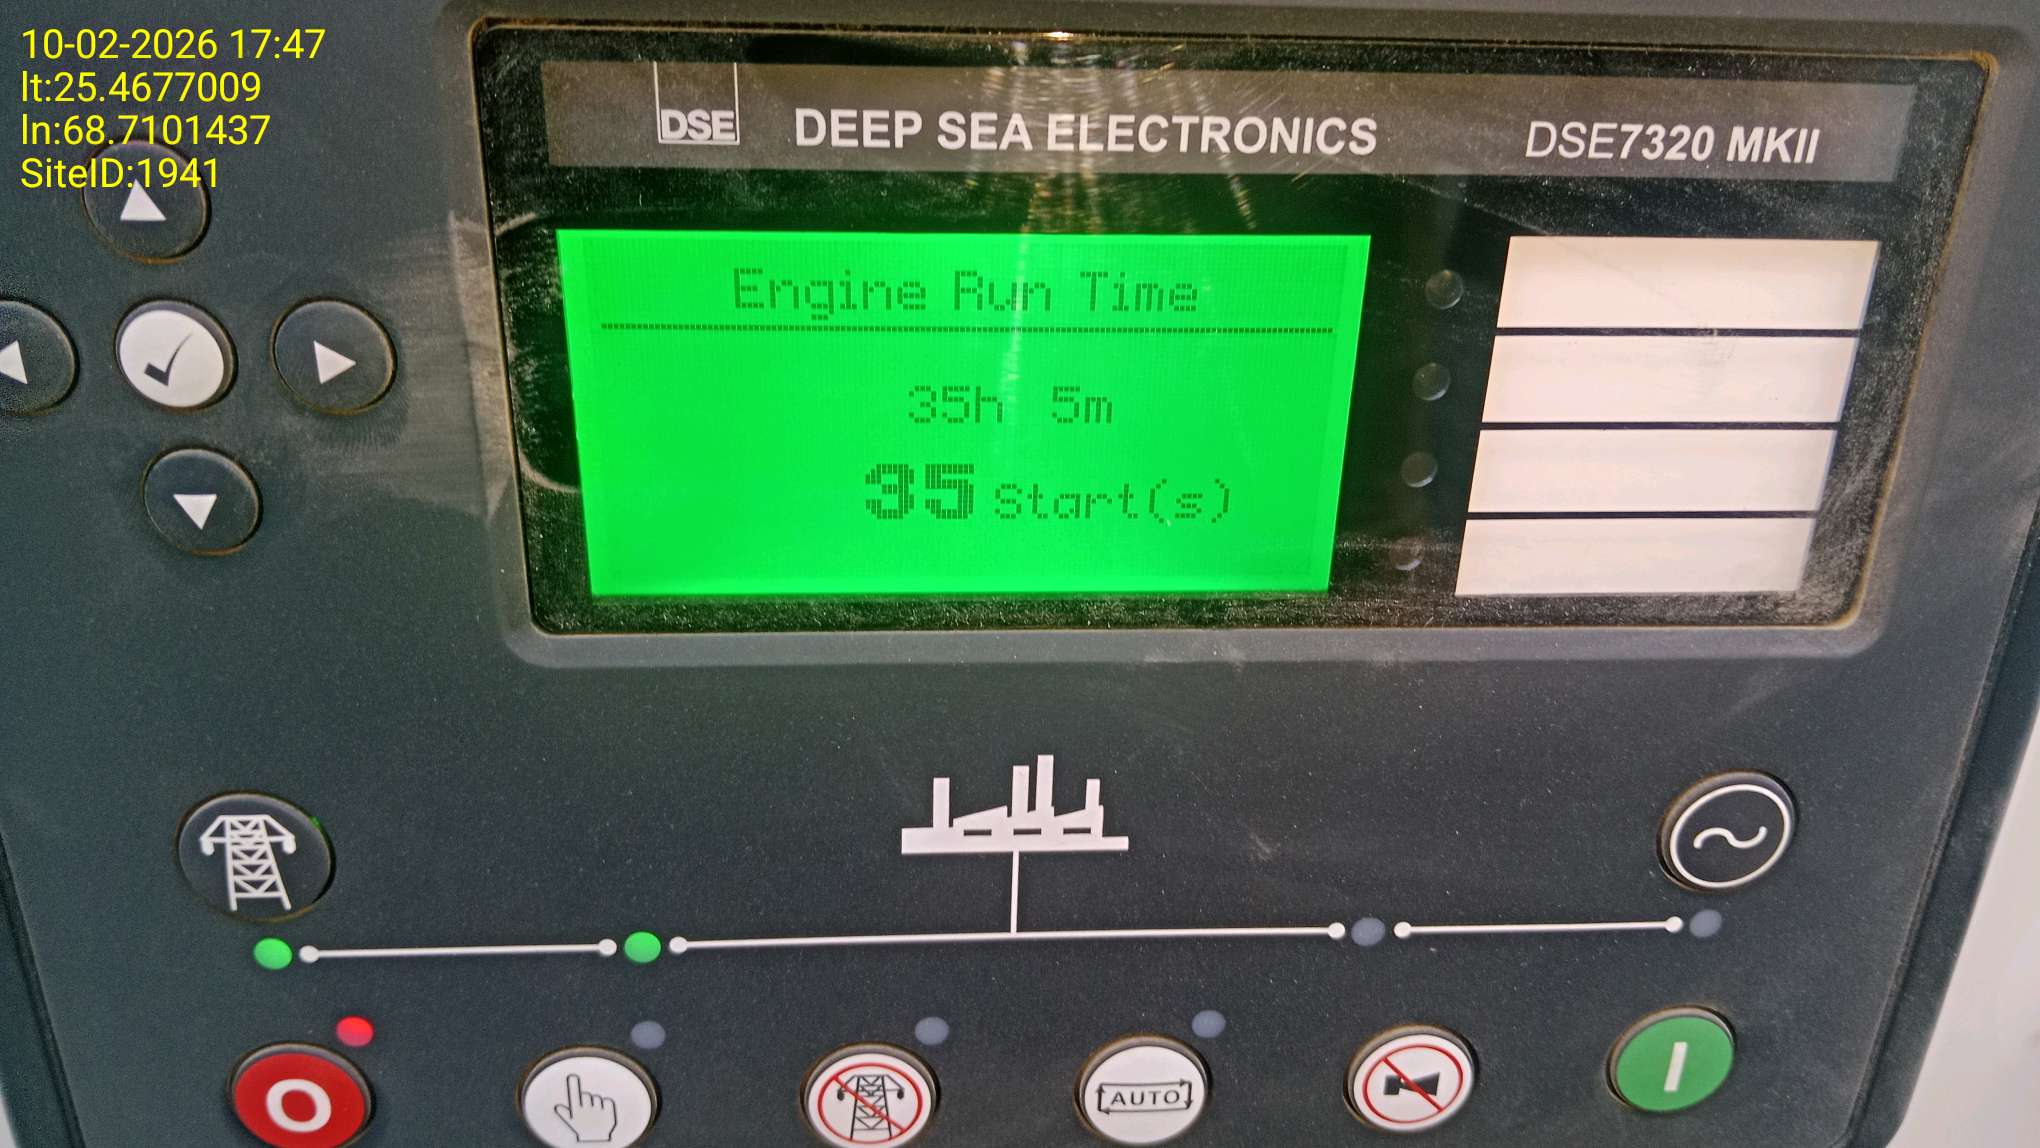 10-02-2026 17:47
lt:25.4677009
ln:68.7101437
SiteID:1941
DSE
DEEP SEA ELECTRONICS
DSE7320 MKII
Engine Run Time
35h 5m
35 Start(s)
AUTO